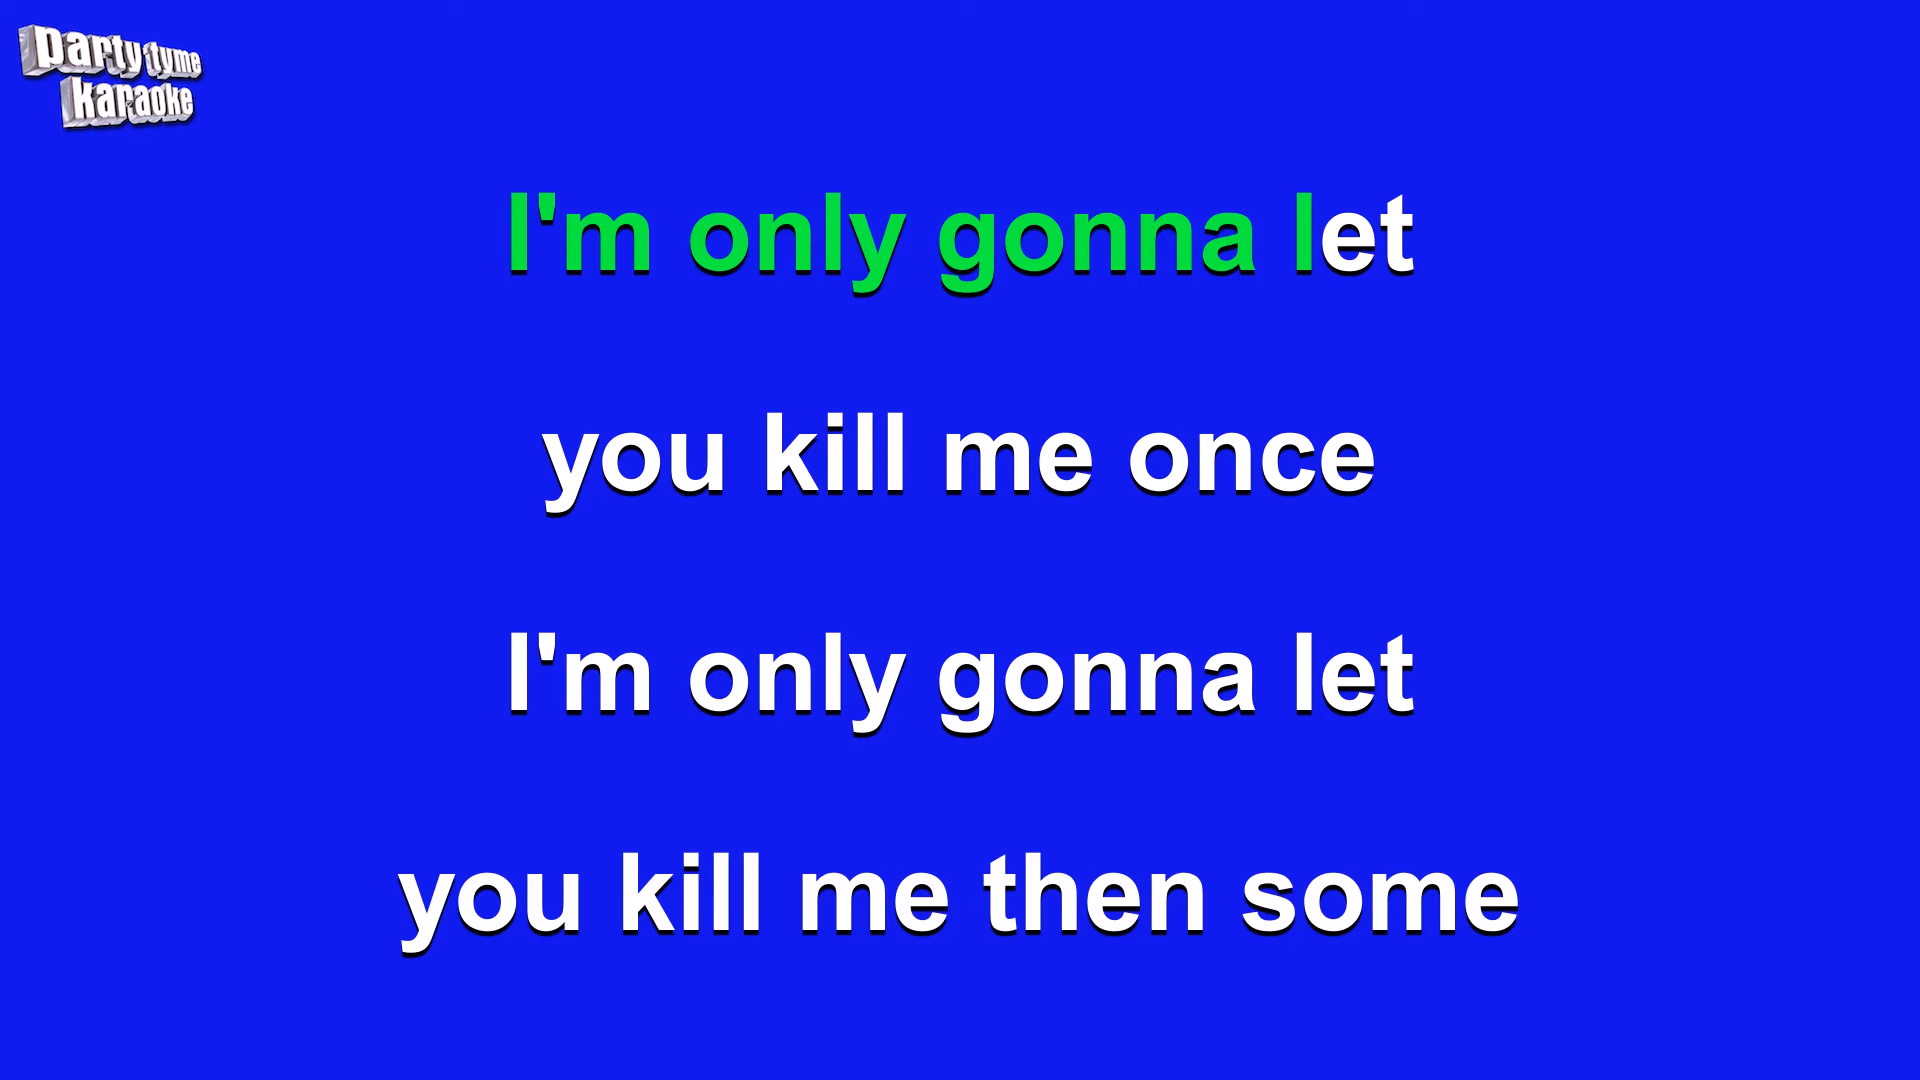 party tyme
karaoke
I'm only gonna let
you kill me once
I'm only gonna let
you kill me then some